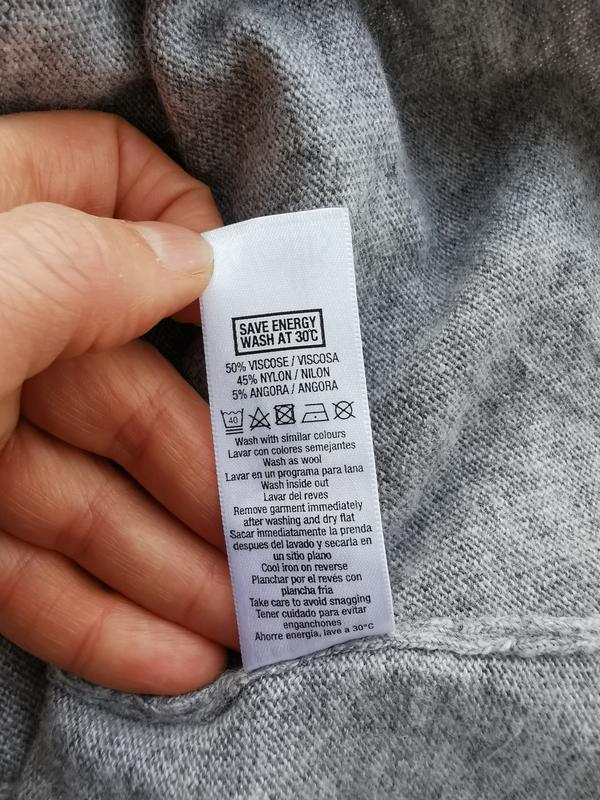 SAVE ENERGY
WASH AT 30°C
50% VISCOSE / VISCOSA
45% NYLON / NILON
5% ANGORA / ANGORA
40
Wash with similar colours
Lavar con colores semejantes
Wash as wool
Lavar en un programa para lana
Wash inside out
Lavar del reves
Remove garment immediately
after washing and dry flat
Sacar inmediatamente la prenda
despues del lavado y secarla en
un sitio plano
Cool iron on reverse
Planchar por el revés con
plancha fria
Take care to avoid snagging
Tener cuidado para evitar
enganchones
Ahorre energía, lave a 30°C